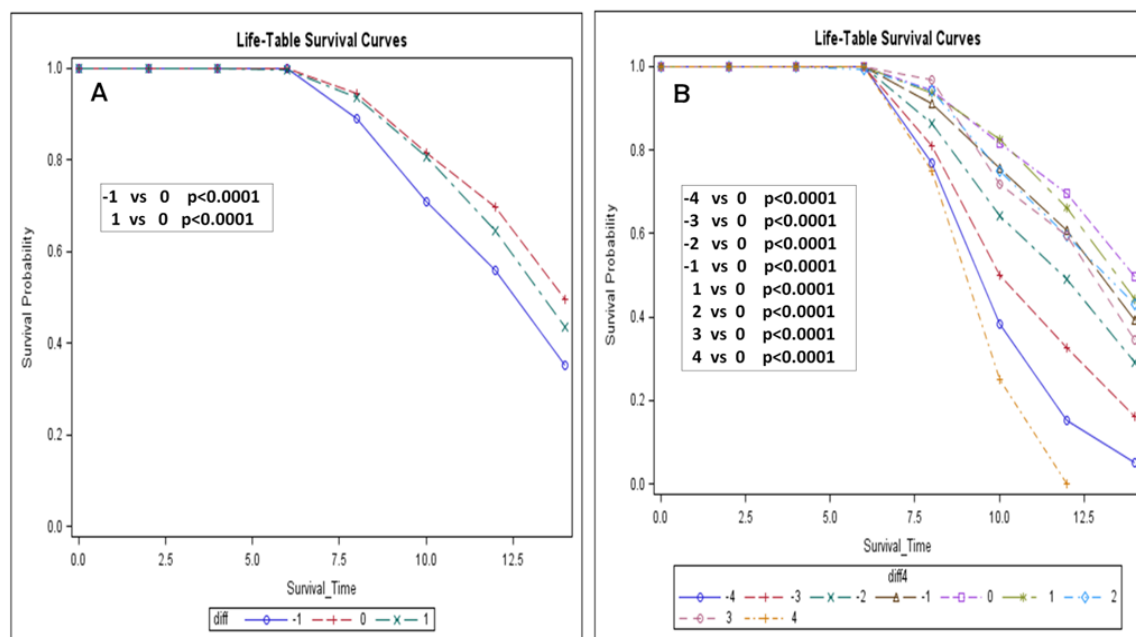 Life-Table Survival Curves
A
1.0
0.8
0.6
0.4
0.2
0.0
Survival Probability
-1 vs 0 p<0.0001
1 vs 0 p<0.0001
0.0 2.5 5.0 7.5 10.0 12.5
Survival_Time
diff -1 0 1
Life-Table Survival Curves
B
1.0
0.8
0.6
0.4
0.2
0.0
Survival Probability
-4 vs 0 p<0.0001
-3 vs 0 p<0.0001
-2 vs 0 p<0.0001
-1 vs 0 p<0.0001
1 vs 0 p<0.0001
2 vs 0 p<0.0001
3 vs 0 p<0.0001
4 vs 0 p<0.0001
0.0 2.5 5.0 7.5 10.0 12.5
Survival_Time
diff4
-4 -3 -2 -1 0 1 2
3 4